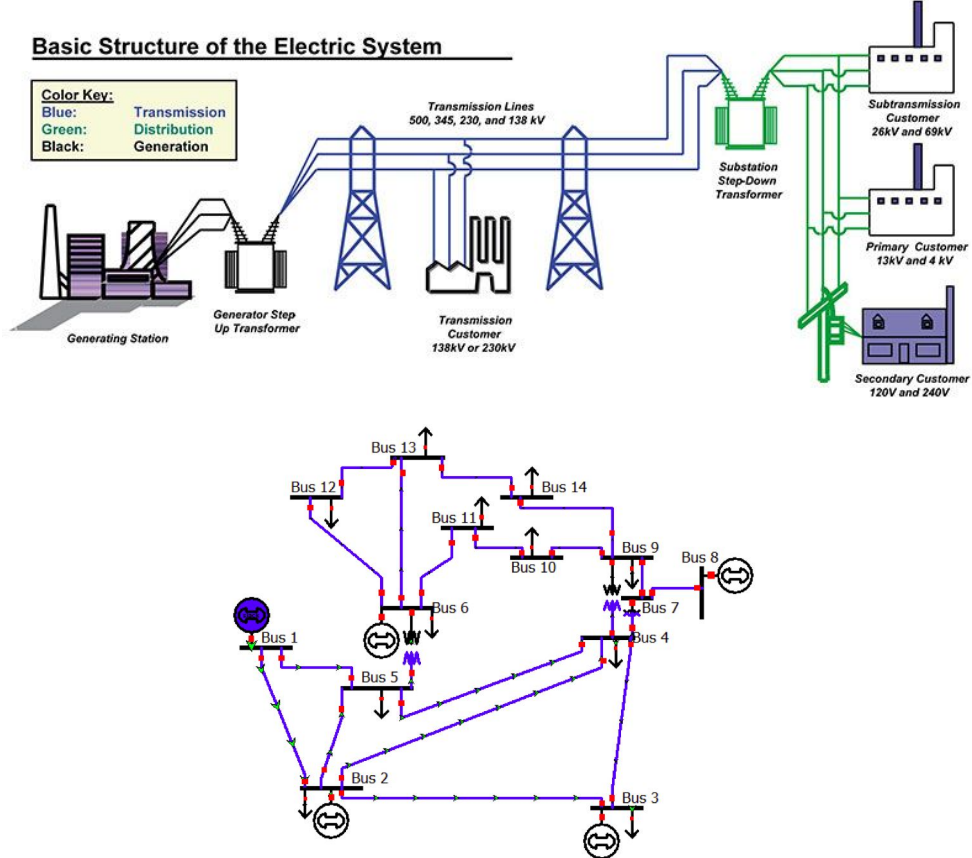 Basic Structure of the Electric System
Color Key:
Blue: Transmission
Green: Distribution
Black: Generation
Transmission Lines
500, 345, 230, and 138 kV
Subtransmission
Customer
26kV and 69kV
Substation
Step-Down
Transformer
Primary Customer
13kV and 4 kV
Generating Station
Generator Step
Up Transformer
Transmission
Customer
138kV or 230kV
Secondary Customer
120V and 240V
Bus 13
Bus 12
Bus 14
Bus 11
Bus 10
Bus 9
Bus 8
Bus 7
Bus 6
Bus 1
Bus 4
Bus 5
Bus 2
Bus 3